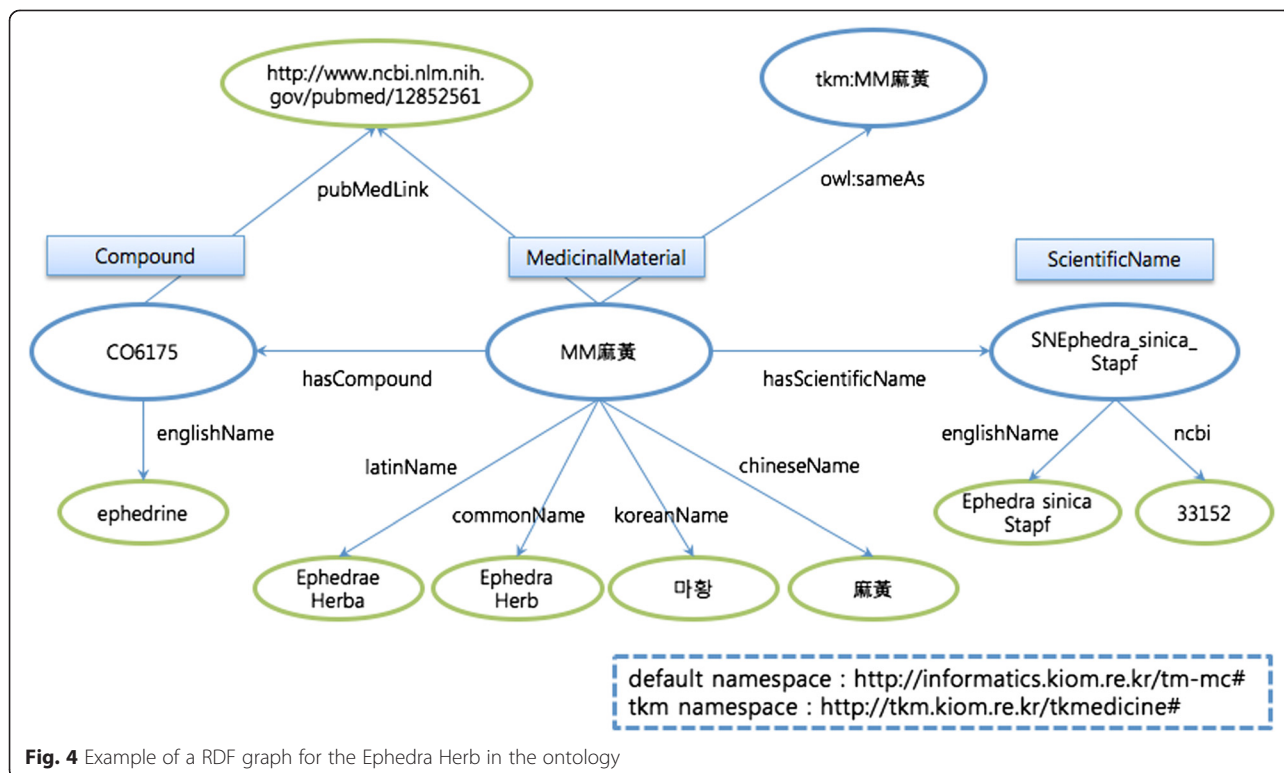 http://www.ncbi.nlm.nih.
gov/pubmed/12852561
tkm:MM麻黃
pubMedLink
owl:sameAs
Compound
MedicinalMaterial
ScientificName
CO6175
hasCompound
MM麻黃
hasScientificName
SNEphedra_sinica_
Stapf
englishName
latinName
commonName
koreanName
chineseName
englishName
ncbi
ephedrine
Ephedrae
Herba
Ephedra
Herb
마황
麻黃
Ephedra sinica
Stapf
33152
default namespace : http://informatics.kiom.re.kr/tm-mc#
tkm namespace : http://tkm.kiom.re.kr/tkmedicine#
Fig. 4 Example of a RDF graph for the Ephedra Herb in the ontology